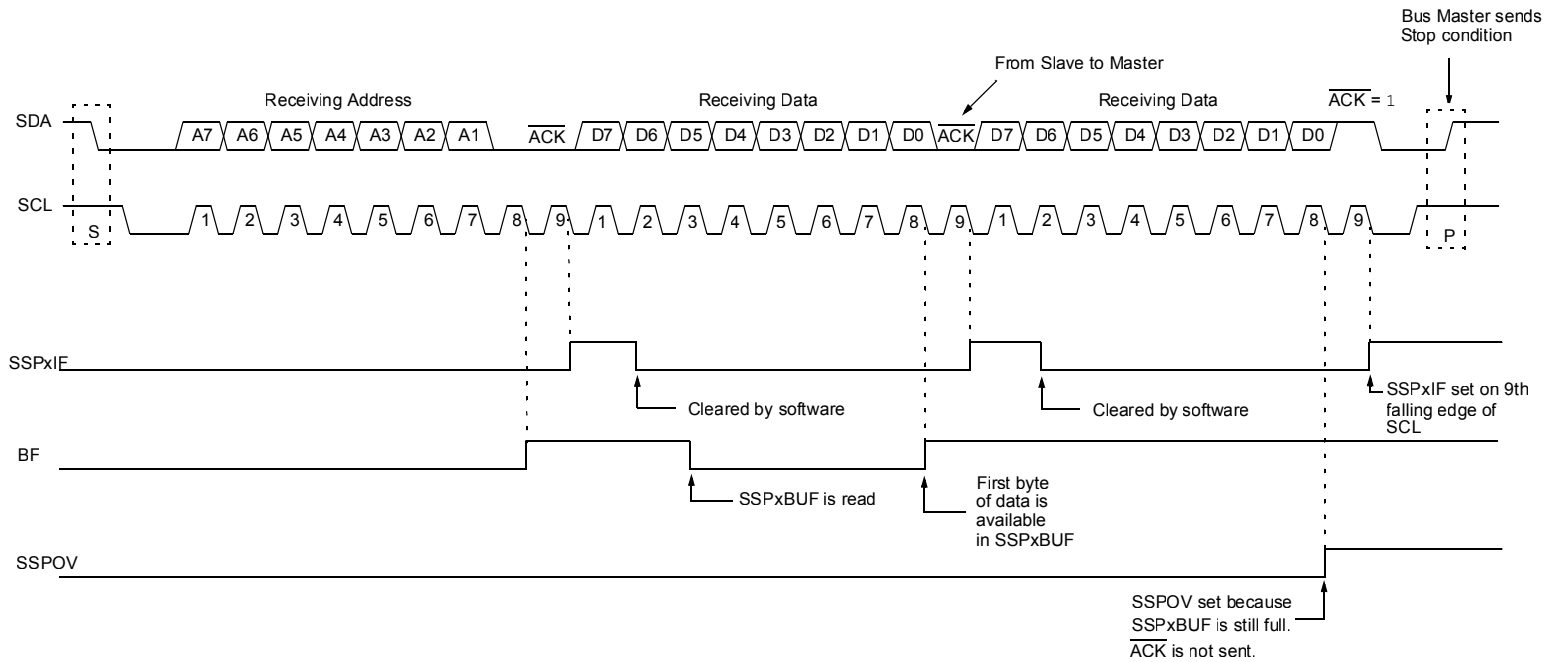 Bus Master sends
Stop condition
From Slave to Master
Receiving Address
Receiving Data
Receiving Data
ACK = 1
SDA
A7 A6 A5 A4 A3 A2 A1 ACK D7 D6 D5 D4 D3 D2 D1 D0 ACK D7 D6 D5 D4 D3 D2 D1 D0
SCL
S
1 2 3 4 5 6 7 8 9 1 2 3 4 5 6 7 8 9 1 2 3 4 5 6 7 8 9
P
SSPxIF
Cleared by software
Cleared by software
SSPxIF set on 9th
falling edge of
SCL
BF
SSPxBUF is read
First byte
of data is
available
in SSPxBUF
SSPOV
SSPOV set because
SSPxBUF is still full.
ACK is not sent.